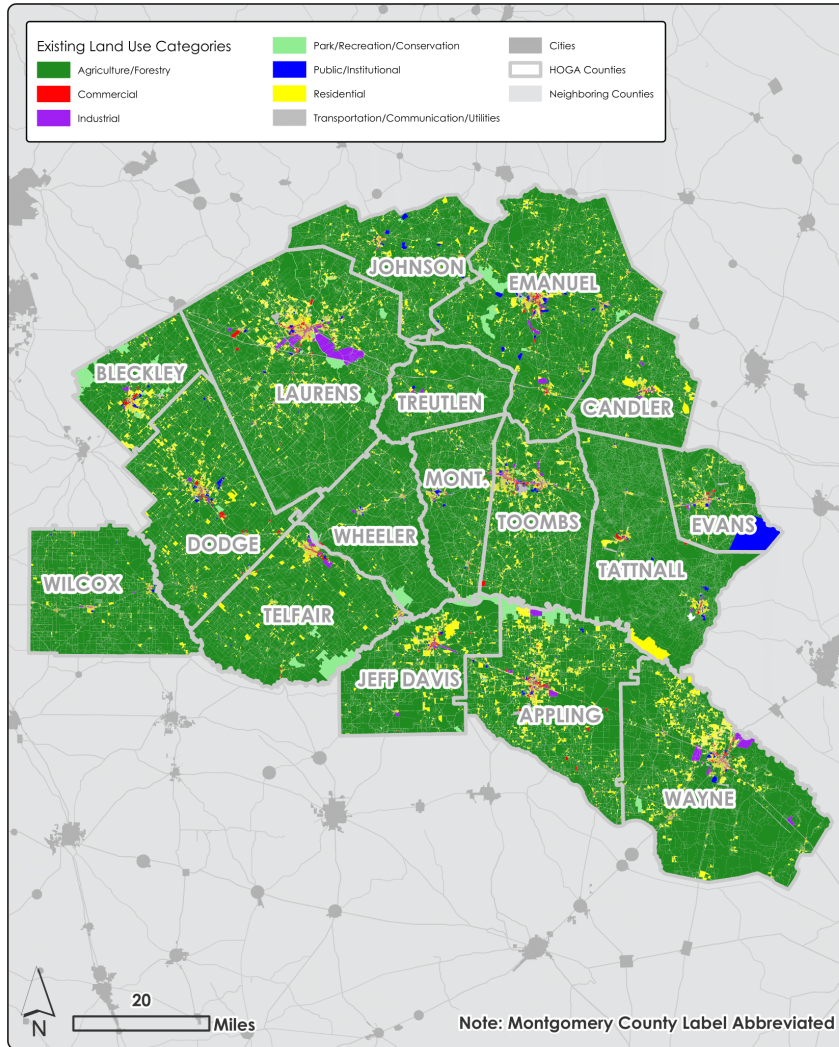 Existing Land Use Categories
Agriculture/Forestry
Commercial
Industrial
Park/Recreation/Conservation
Public/Institutional
Residential
Transportation/Communication/Utilities
Cities
HOGA Counties
Neighboring Counties
JOHNSON
EMANUEL
BLECKLEY
LAURENS
TREUTLEN
CANDLER
MONT.
TOOMBS
EVANS
WHEELER
DODGE
TATTNALL
WILCOX
TELFAIR
JEFF DAVIS
APPLING
WAYNE
20
Miles
N
Note: Montgomery County Label Abbreviated